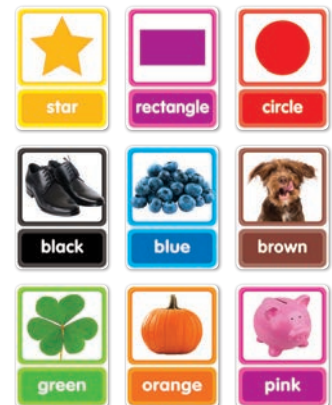 star
rectangle
circle
black
blue
brown
green
orange
pink